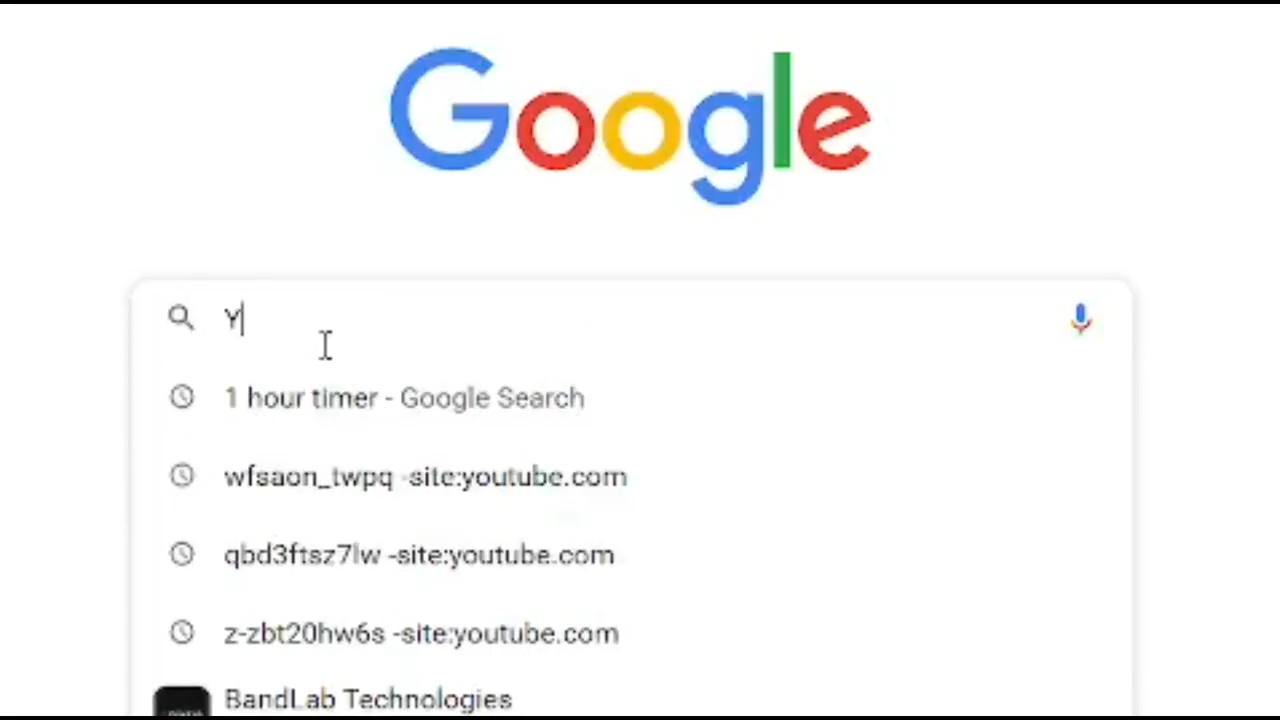 Google
Y
1 hour timer - Google Search
wfsaon_twpq -site:youtube.com
qbd3ftsz7lw -site:youtube.com
z-zbt20hw6s -site:youtube.com
BandLab Technologies